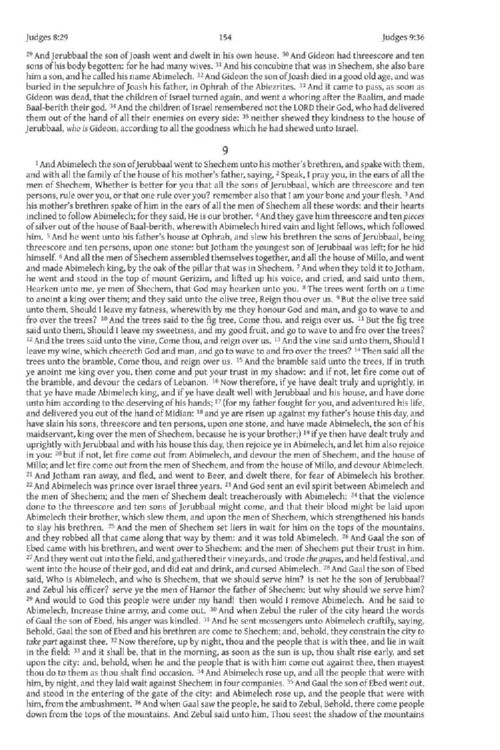 Judges 8:29 154 Judges 9:36
29 And Jerubbaal the son of Joash went and dwelt in his own house. 30 And Gideon had threescore and ten
sons of his body begotten: for he had many wives. 31 And his concubine that was in Shechem, she also bare
him a son, and he called his name Abimelech. 32 And Gideon the son of Joash died in a good old age, and was
buried in the sepulchre of Joash his father, in Ophrah of the Abiezrites. 33 And it came to pass, as soon as
Gideon was dead, that the children of Israel turned again, and went a whoring after the Baalim, and made
Baal-berith their god. 34 And the children of Israel remembered not the LORD their God, who had delivered
them out of the hand of all their enemies on every side: 35 neither shewed they kindness to the house of
Jerubbaal, who is Gideon, according to all the goodness which he had shewed unto Israel.
9
1 And Abimelech the son of Jerubbaal went to Shechem unto his mother's brethren, and spake with them,
and with all the family of the house of his mother's father, saying, 2 Speak, I pray you, in the ears of all the
men of Shechem, Whether is better for you that all the sons of Jerubbaal, which are threescore and ten
persons, rule over you, or that one rule over you? remember also that I am your bone and your flesh. 3 And
his mother's brethren spake of him in the ears of all the men of Shechem all these words: and their hearts
inclined to follow Abimelech; for they said, He is our brother. 4 And they gave him threescore and ten pieces
of silver out of the house of Baal-berith, wherewith Abimelech hired vain and light fellows, which followed
him. 5 And he went unto his father's house at Ophrah, and slew his brethren the sons of Jerubbaal, being
threescore and ten persons, upon one stone: but Jotham the youngest son of Jerubbaal was left; for he hid
himself. 6 And all the men of Shechem assembled themselves together, and all the house of Millo, and went
and made Abimelech king, by the oak of the pillar that was in Shechem. 7 And when they told it to Jotham,
he went and stood in the top of mount Gerizim, and lifted up his voice, and cried, and said unto them,
Hearken unto me, ye men of Shechem, that God may hearken unto you. 8 The trees went forth on a time
to anoint a king over them; and they said unto the olive tree, Reign thou over us. 9 But the olive tree said
unto them, Should I leave my fatness, wherewith by me they honour God and man, and go to wave to and
fro over the trees? 10 And the trees said to the fig tree, Come thou, and reign over us. 11 But the fig tree
said unto them, Should I leave my sweetness, and my good fruit, and go to wave to and fro over the trees?
12 And the trees said unto the vine, Come thou, and reign over us. 13 And the vine said unto them, Should I
leave my wine, which cheereth God and man, and go to wave to and fro over the trees? 14 Then said all the
trees unto the bramble, Come thou, and reign over us. 15 And the bramble said unto the trees, If in truth
ye anoint me king over you, then come and put your trust in my shadow: and if not, let fire come out of
the bramble, and devour the cedars of Lebanon. 16 Now therefore, if ye have dealt truly and uprightly, in
that ye have made Abimelech king, and if ye have dealt well with Jerubbaal and his house, and have done
unto him according to the deserving of his hands; 17 (for my father fought for you, and adventured his life,
and delivered you out of the hand of Midian: 18 and ye are risen up against my father's house this day, and
have slain his sons, threescore and ten persons, upon one stone, and have made Abimelech, the son of his
maidservant, king over the men of Shechem, because he is your brother;) 19 if ye then have dealt truly and
uprightly with Jerubbaal and with his house this day, then rejoice ye in Abimelech, and let him also rejoice
in you: 20 but if not, let fire come out from Abimelech, and devour the men of Shechem, and the house of
Millo; and let fire come out from the men of Shechem, and from the house of Millo, and devour Abimelech.
21 And Jotham ran away, and fled, and went to Beer, and dwelt there, for fear of Abimelech his brother.
22 And Abimelech was prince over Israel three years. 23 And God sent an evil spirit between Abimelech and
the men of Shechem; and the men of Shechem dealt treacherously with Abimelech: 24 that the violence
done to the threescore and ten sons of Jerubbaal might come, and that their blood might be laid upon
Abimelech their brother, which slew them, and upon the men of Shechem, which strengthened his hands
to slay his brethren. 25 And the men of Shechem set liers in wait for him on the tops of the mountains,
and they robbed all that came along that way by them: and it was told Abimelech. 26 And Gaal the son of
Ebed came with his brethren, and went over to Shechem: and the men of Shechem put their trust in him.
27 And they went out into the field, and gathered their vineyards, and trode the grapes, and held festival, and
went into the house of their god, and did eat and drink, and cursed Abimelech. 28 And Gaal the son of Ebed
said, Who is Abimelech, and who is Shechem, that we should serve him? is not he the son of Jerubbaal?
and Zebul his officer? serve ye the men of Hamor the father of Shechem: but why should we serve him?
29 And would to God this people were under my hand! then would I remove Abimelech. And he said to
Abimelech, Increase thine army, and come out. 30 And when Zebul the ruler of the city heard the words
of Gaal the son of Ebed, his anger was kindled. 31 And he sent messengers unto Abimelech craftily, saying,
Behold, Gaal the son of Ebed and his brethren are come to Shechem; and, behold, they constrain the city to
take part against thee. 32 Now therefore, up by night, thou and the people that is with thee, and lie in wait
in the field: 33 and it shall be, that in the morning, as soon as the sun is up, thou shalt rise early, and set
upon the city: and, behold, when he and the people that is with him come out against thee, then mayest
thou do to them as thou shalt find occasion. 34 And Abimelech rose up, and all the people that were with
him, by night, and they laid wait against Shechem in four companies. 35 And Gaal the son of Ebed went out,
and stood in the entering of the gate of the city: and Abimelech rose up, and the people that were with
him, from the ambushment. 36 And when Gaal saw the people, he said to Zebul, Behold, there come people
down from the tops of the mountains. And Zebul said unto him, Thou seest the shadow of the mountains